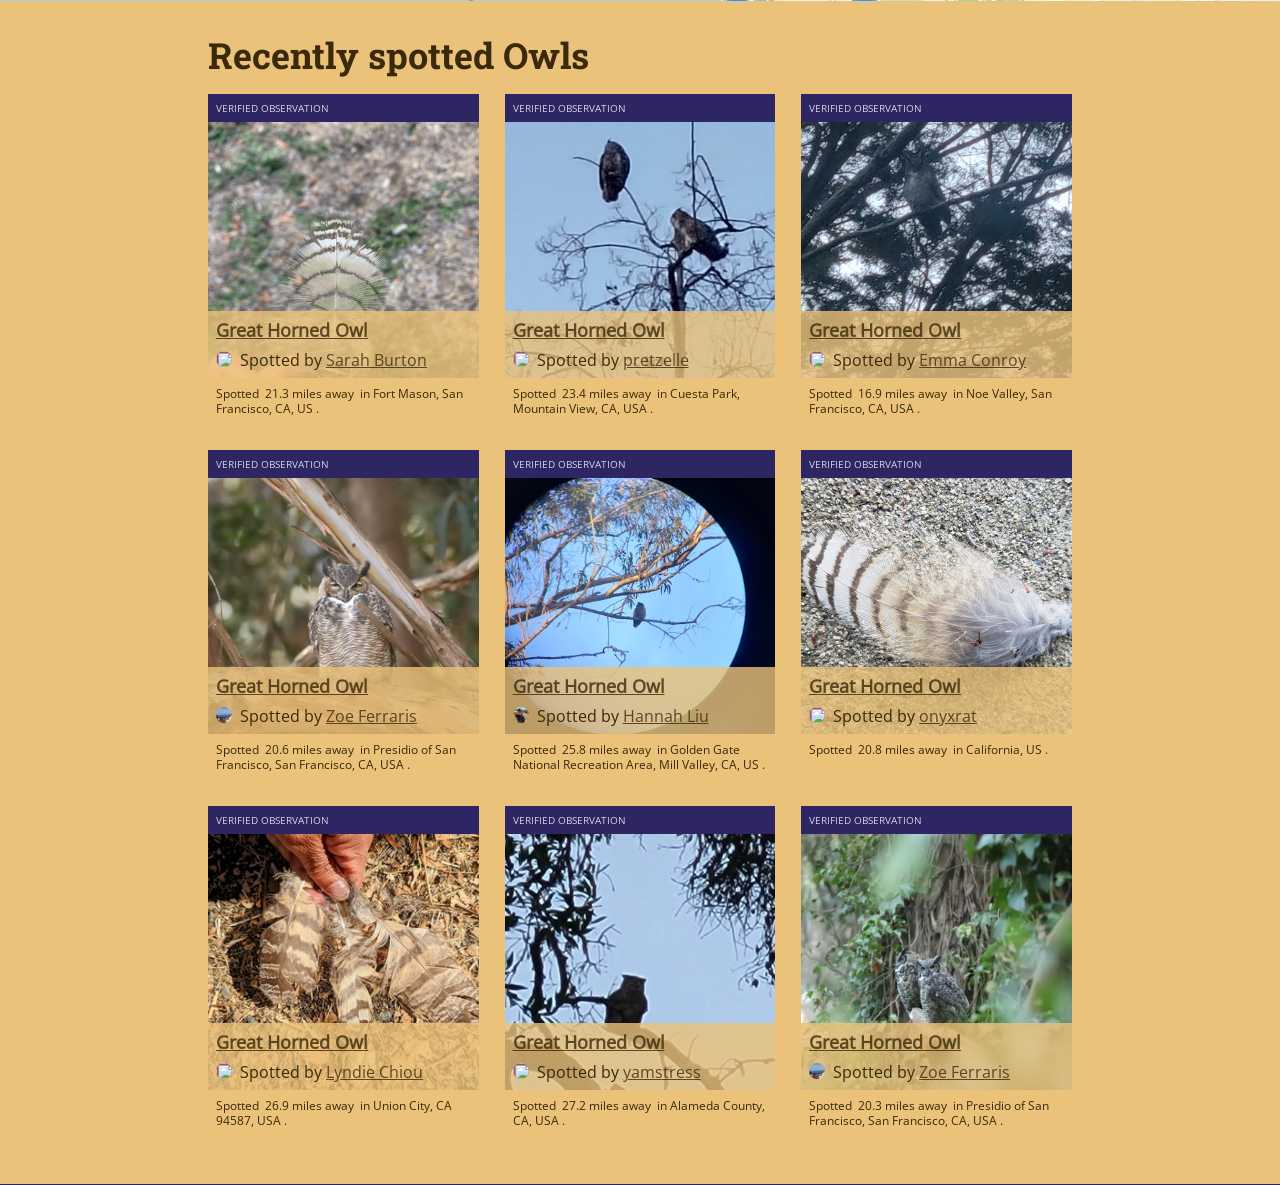 Recently spotted Owls
VERIFIED OBSERVATION
Great Horned Owl
Spotted by Sarah Burton
Spotted 21.3 miles away in Fort Mason, San
Francisco, CA, US .
VERIFIED OBSERVATION
Great Horned Owl
Spotted by pretzelle
Spotted 23.4 miles away in Cuesta Park,
Mountain View, CA, USA .
VERIFIED OBSERVATION
Great Horned Owl
Spotted by Emma Conroy
Spotted 16.9 miles away in Noe Valley, San
Francisco, CA, USA .
VERIFIED OBSERVATION
Great Horned Owl
Spotted by Zoe Ferraris
Spotted 20.6 miles away in Presidio of San
Francisco, San Francisco, CA, USA .
VERIFIED OBSERVATION
Great Horned Owl
Spotted by Hannah Liu
Spotted 25.8 miles away in Golden Gate
National Recreation Area, Mill Valley, CA, US .
VERIFIED OBSERVATION
Great Horned Owl
Spotted by onyxrat
Spotted 20.8 miles away in California, US .
VERIFIED OBSERVATION
Great Horned Owl
Spotted by Lyndie Chiou
Spotted 26.9 miles away in Union City, CA
94587, USA .
VERIFIED OBSERVATION
Great Horned Owl
Spotted by yamstress
Spotted 27.2 miles away in Alameda County,
CA, USA .
VERIFIED OBSERVATION
Great Horned Owl
Spotted by Zoe Ferraris
Spotted 20.3 miles away in Presidio of San
Francisco, San Francisco, CA, USA .